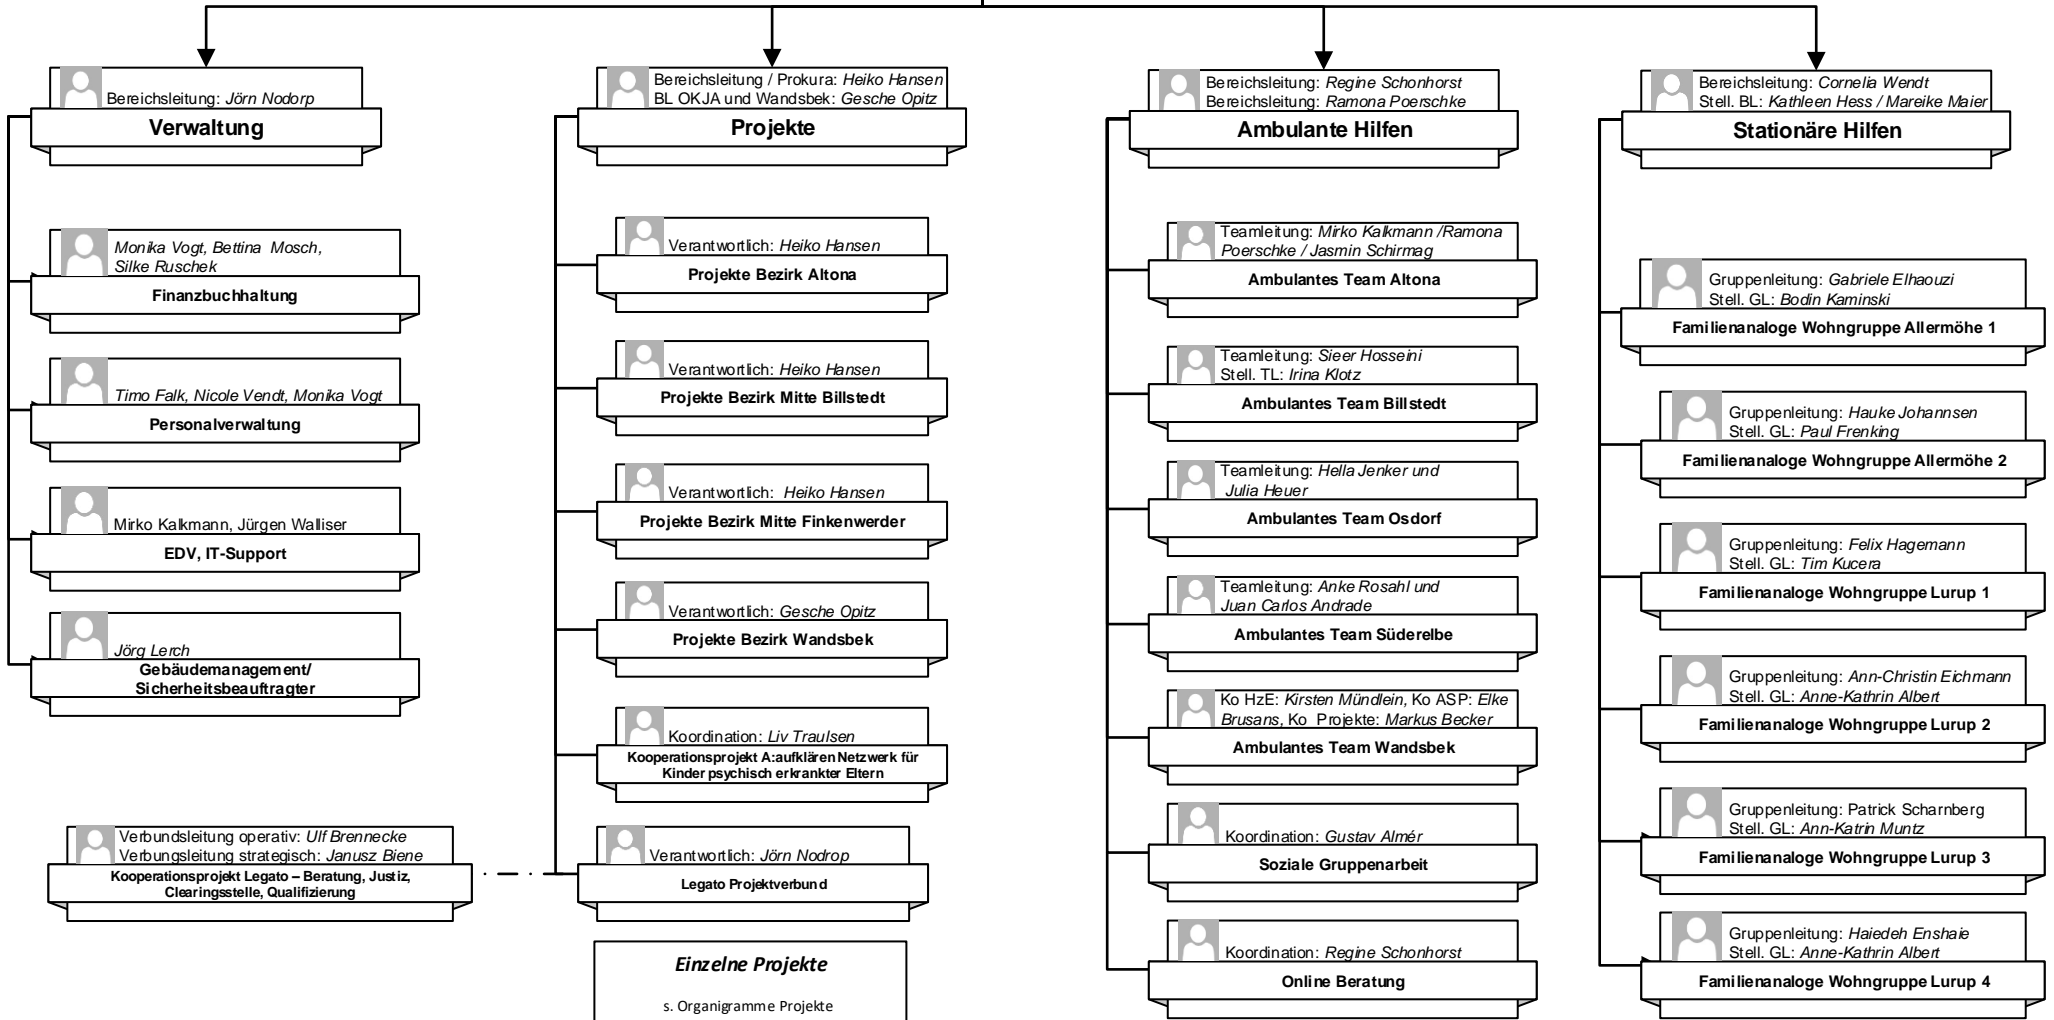 Bereichsleitung: Jörn Nodorp
Verwaltung
Monika Vogt, Bettina Mosch,
Silke Ruschek
Finanzbuchhaltung
Timo Falk, Nicole Vendt, Monika Vogt
Personalverwaltung
Mirko Kalkmann, Jürgen Walliser
EDV, IT-Support
Jörg Lerch
Gebäudemanagement/
Sicherheitsbeauftragter
Verbundsleitung operativ: Ulf Brennecke
Verbungsleitung strategisch: Janusz Biene
Kooperationsprojekt Legato – Beratung, Justiz,
Clearingsstelle, Qualifizierung
Bereichsleitung / Prokura: Heiko Hansen
BL OKJA und Wandsbek: Gesche Opitz
Projekte
Verantwortlich: Heiko Hansen
Projekte Bezirk Altona
Verantwortlich: Heiko Hansen
Projekte Bezirk Mitte Billstedt
Verantwortlich: Heiko Hansen
Projekte Bezirk Mitte Finkenwerder
Verantwortlich: Gesche Opitz
Projekte Bezirk Wandsbek
Koordination: Liv Traulsen
Kooperationsprojekt A:aufklären Netzwerk für
Kinder psychisch erkrankter Eltern
Verantwortlich: Jörn Nodrop
Legato Projektverbund
Einzelne Projekte
s. Organigramme Projekte
Bereichsleitung: Regine Schonhorst
Bereichsleitung: Ramona Poerschke
Ambulante Hilfen
Teamleitung: Mirko Kalkmann /Ramona
Poerschke / Jasmin Schirmag
Ambulantes Team Altona
Teamleitung: Sieer Hosseini
Stell. TL: Irina Klotz
Ambulantes Team Billstedt
Teamleitung: Hella Jenker und
Julia Heuer
Ambulantes Team Osdorf
Teamleitung: Anke Rosahl und
Juan Carlos Andrade
Ambulantes Team Süderelbe
Ko HzE: Kirsten Mündlein, Ko ASP: Elke
Brusans, Ko Projekte: Markus Becker
Ambulantes Team Wandsbek
Koordination: Gustav Almér
Soziale Gruppenarbeit
Koordination: Regine Schonhorst
Online Beratung
Bereichsleitung: Cornelia Wendt
Stell. BL: Kathleen Hess / Mareike Maier
Stationäre Hilfen
Gruppenleitung: Gabriele Elhaouzi
Stell. GL: Bodin Kaminski
Familienanaloge Wohngruppe Allermöhe 1
Gruppenleitung: Hauke Johannsen
Stell. GL: Paul Frenking
Familienanaloge Wohngruppe Allermöhe 2
Gruppenleitung: Felix Hagemann
Stell. GL: Tim Kucera
Familienanaloge Wohngruppe Lurup 1
Gruppenleitung: Ann-Christin Eichmann
Stell. GL: Anne-Kathrin Albert
Familienanaloge Wohngruppe Lurup 2
Gruppenleitung: Patrick Scharnberg
Stell. GL: Ann-Katrin Muntz
Familienanaloge Wohngruppe Lurup 3
Gruppenleitung: Haiedeh Enshaie
Stell. GL: Anne-Kathrin Albert
Familienanaloge Wohngruppe Lurup 4